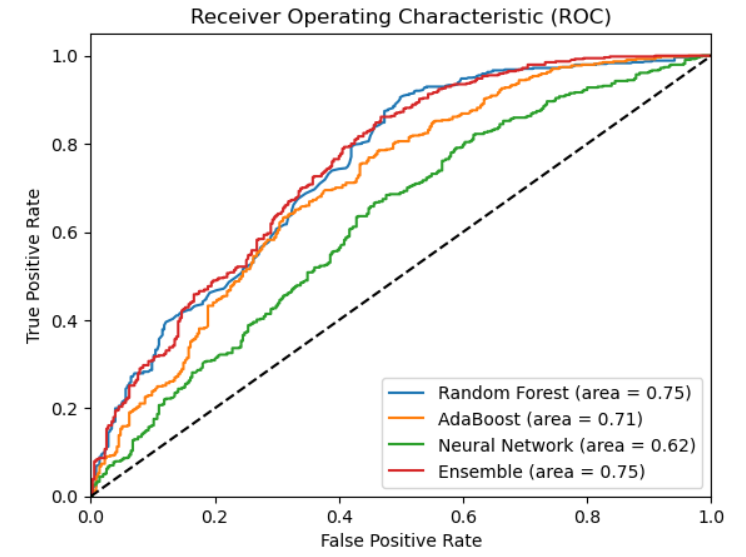 Receiver Operating Characteristic (ROC)
True Positive Rate
1.0
0.8
0.6
0.4
0.2
0.0
Random Forest (area = 0.75)
AdaBoost (area = 0.71)
Neural Network (area = 0.62)
Ensemble (area = 0.75)
0.0 0.2 0.4 0.6 0.8 1.0
False Positive Rate